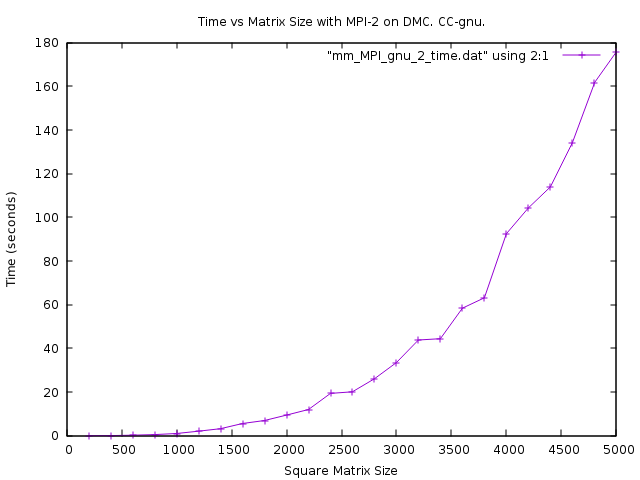 Time vs Matrix Size with MPI-2 on DMC. CC-gnu.
"mm_MPI_gnu_2_time.dat" using 2:1
180
160
140
120
100
80
60
40
20
0
Time (seconds)
0 500 1000 1500 2000 2500 3000 3500 4000 4500 5000
Square Matrix Size